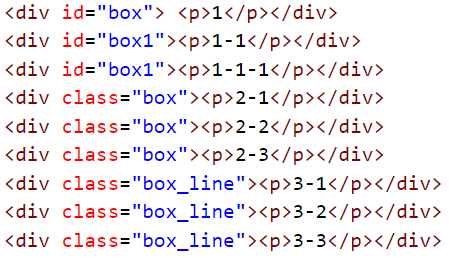 <div id="box"> <p>1</p></div>
<div id="box1"><p>1-1</p></div>
<div id="box1"><p>1-1-1</p></div>
<div class="box"><p>2-1</p></div>
<div class="box"><p>2-2</p></div>
<div class="box"><p>2-3</p></div>
<div class="box_line"><p>3-1</p></div>
<div class="box_line"><p>3-2</p></div>
<div class="box_line"><p>3-3</p></div>